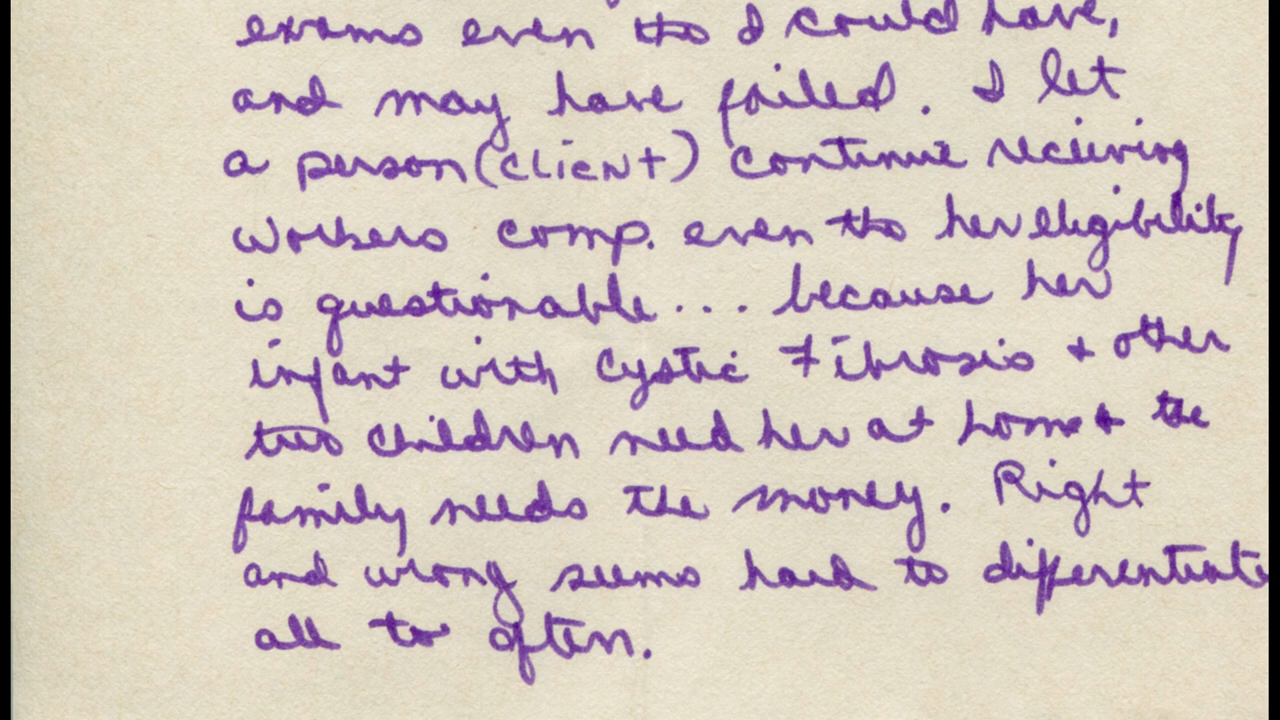 exams even tho I could have,
and may have failed. I let
a person (client) continue receiving
workers comp. even tho her eligibility
is questionable... because her
infant with Cystic Fibrosis & other
two children need her at home & the
family needs the money. Right
and wrong seems hard to differentiate
all to often.